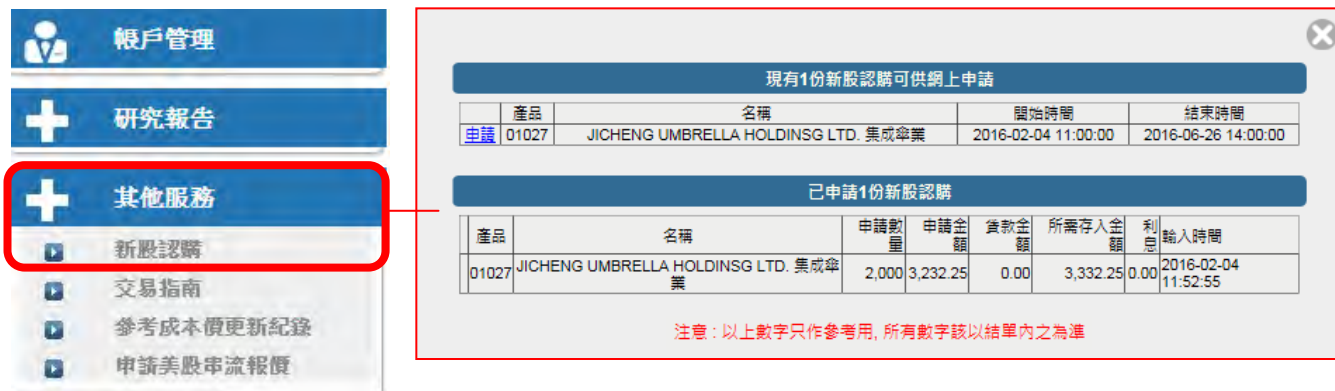 帳戶管理
研究報告
其他服務
新股認購
交易指南
參考成本價更新紀錄
申請美股串流報價
現有1份新股認購可供網上申請
產品 名稱 開始時間 結束時間
申請 01027 JICHENG UMBRELLA HOLDINSG LTD. 集成傘業 2016-02-04 11:00:00 2016-06-26 14:00:00
已申請1份新股認購
產品 名稱 申請數量 申請金額 貸款金額 所需存入金額 利息 輸入時間
01027 JICHENG UMBRELLA HOLDINSG LTD. 集成傘業 2,000 3,232.25 0.00 3,332.25 0.00 2016-02-04 11:52:55
注意 : 以上數字只作參考用, 所有數字該以結單內之為準